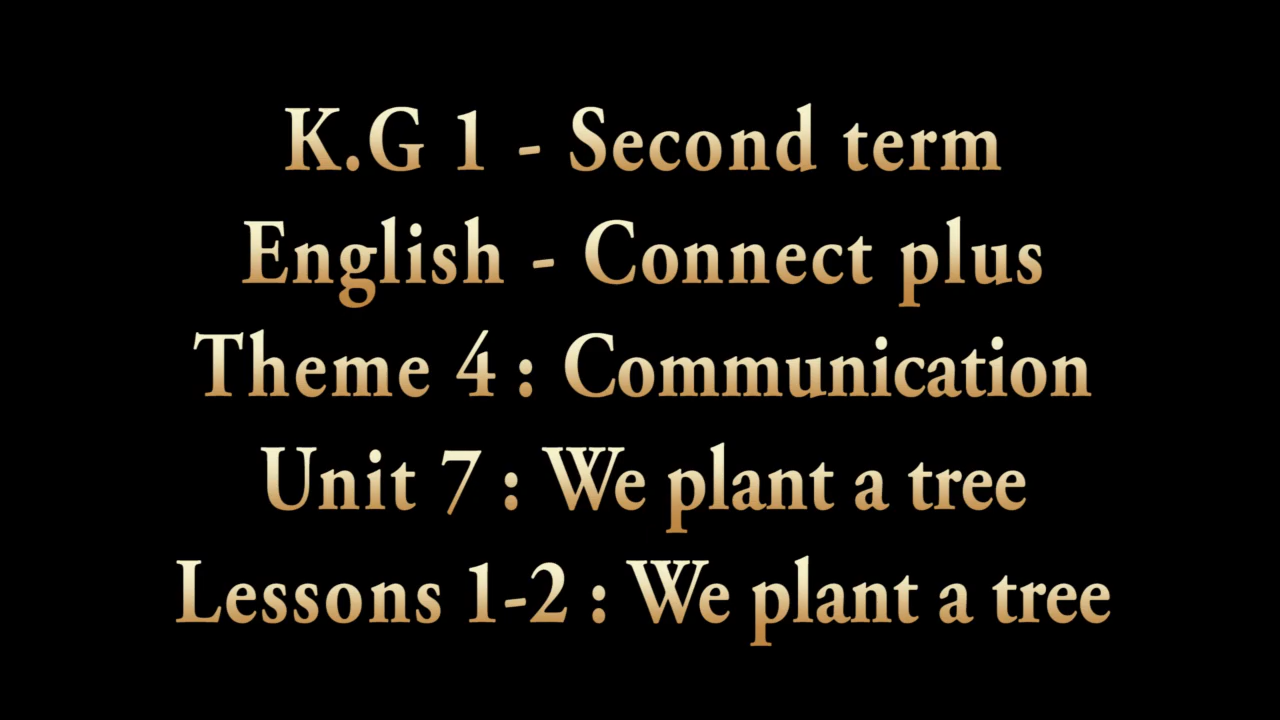 K.G 1 - Second term
English - Connect plus
Theme 4 : Communication
Unit 7 : We plant a tree
Lessons 1-2 : We plant a tree